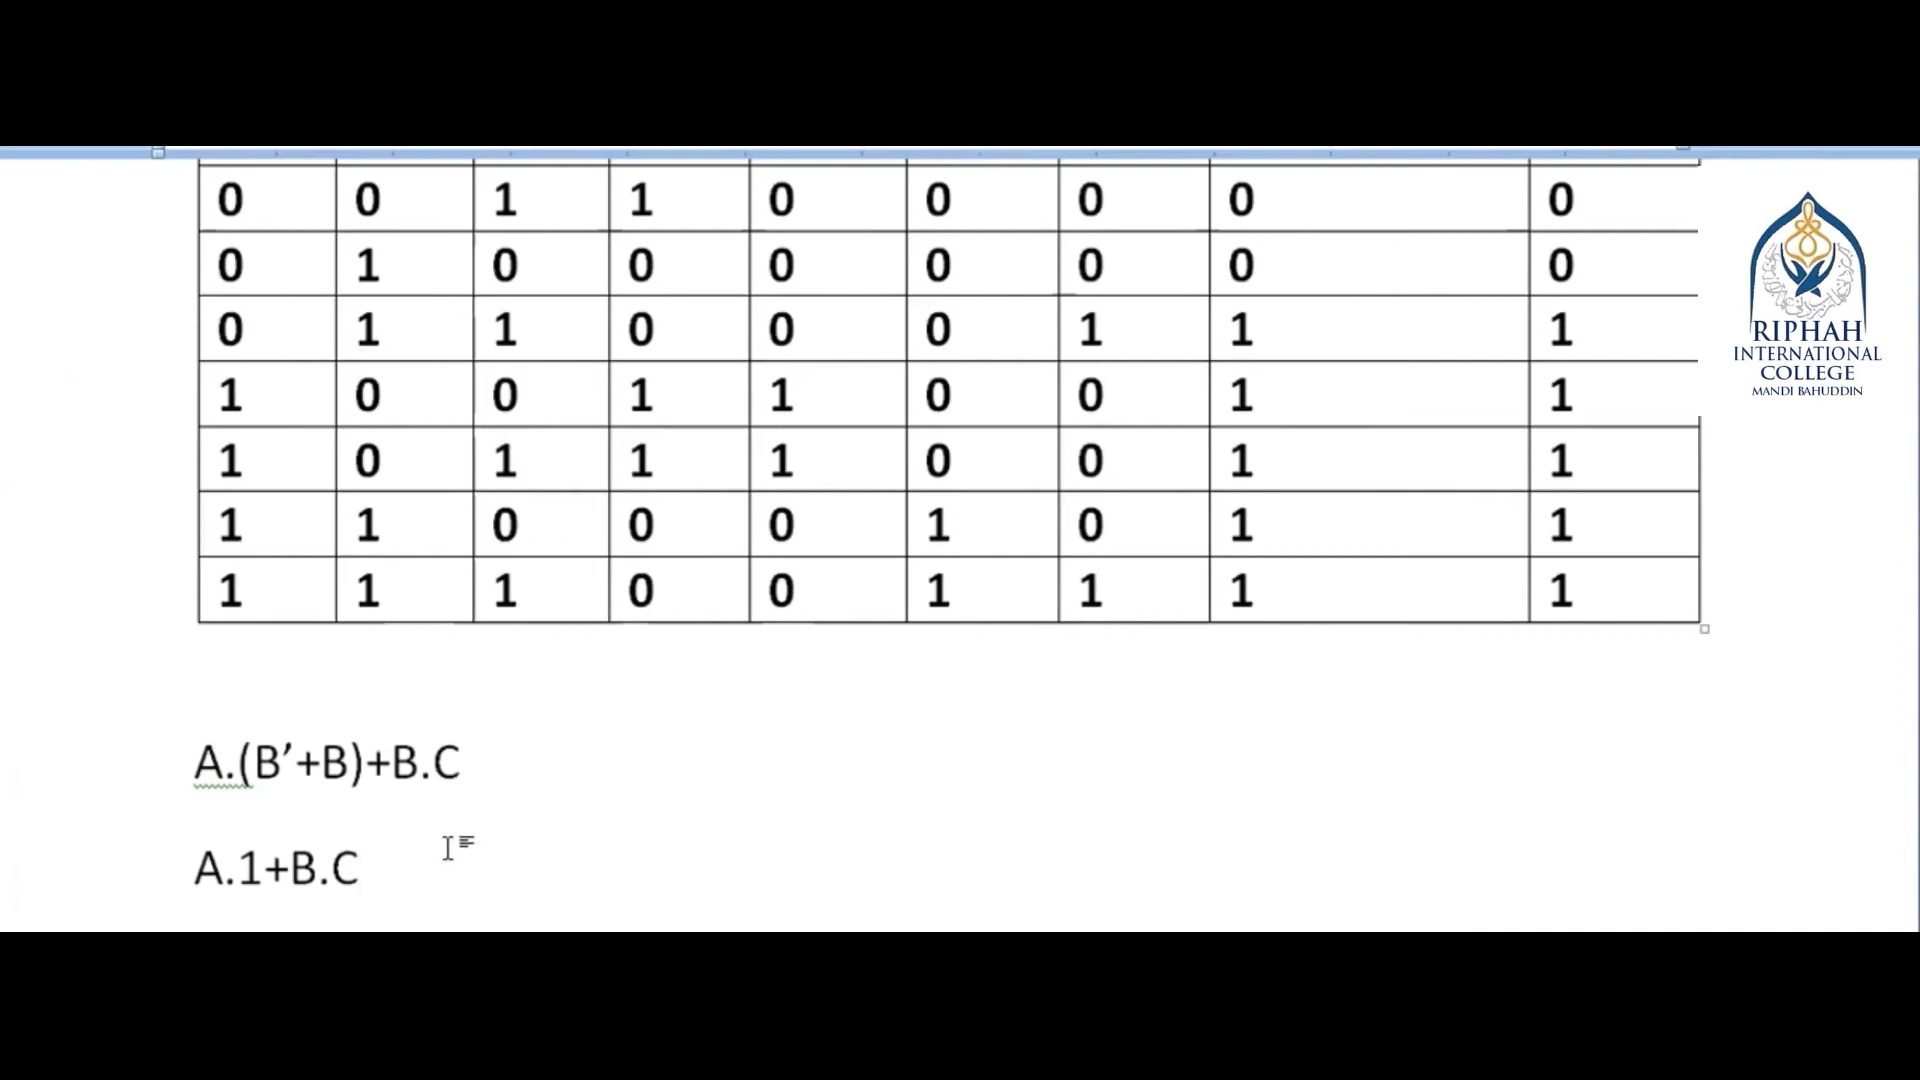 0 0 1 1 0 0 0 0 0
0 1 0 0 0 0 0 0 0
0 1 1 0 0 0 1 1 1
1 0 0 1 1 0 0 1 1
1 0 1 1 1 0 0 1 1
1 1 0 0 0 1 0 1 1
1 1 1 0 0 1 1 1 1
RIPHAH
INTERNATIONAL
COLLEGE
MANDI BAHUDDIN
A.(B’+B)+B.C
A.1+B.C